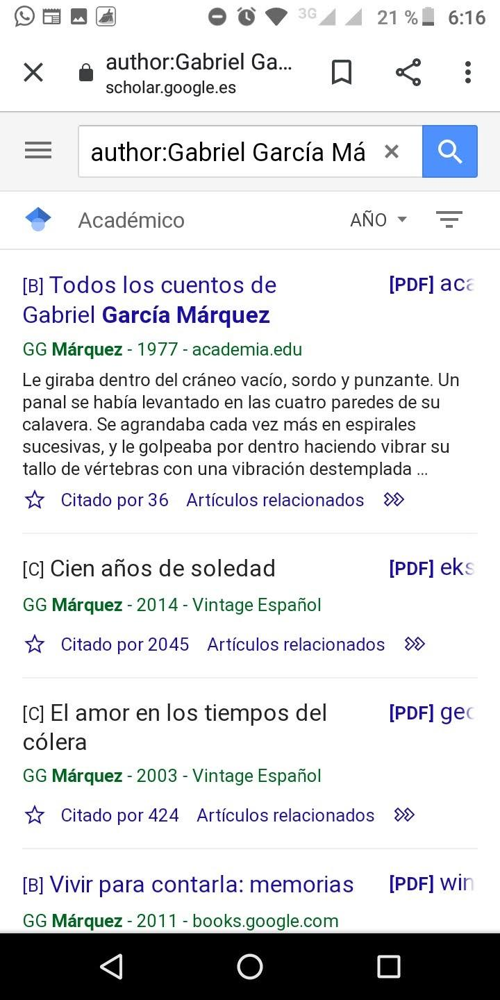 3G 21 % 6:16
author:Gabriel Ga...
scholar.google.es
author:Gabriel García Má
Académico AÑO
[B] Todos los cuentos de [PDF] aca
Gabriel García Márquez
GG Márquez - 1977 - academia.edu
Le giraba dentro del cráneo vacío, sordo y punzante. Un
panal se había levantado en las cuatro paredes de su
calavera. Se agrandaba cada vez más en espirales
sucesivas, y le golpeaba por dentro haciendo vibrar su
tallo de vértebras con una vibración destemplada ...
Citado por 36 Artículos relacionados
[C] Cien años de soledad [PDF] eks
GG Márquez - 2014 - Vintage Español
Citado por 2045 Artículos relacionados
[C] El amor en los tiempos del [PDF] geo
cólera
GG Márquez - 2003 - Vintage Español
Citado por 424 Artículos relacionados
[B] Vivir para contarla: memorias [PDF] win
GG Márquez - 2011 - books.google.com